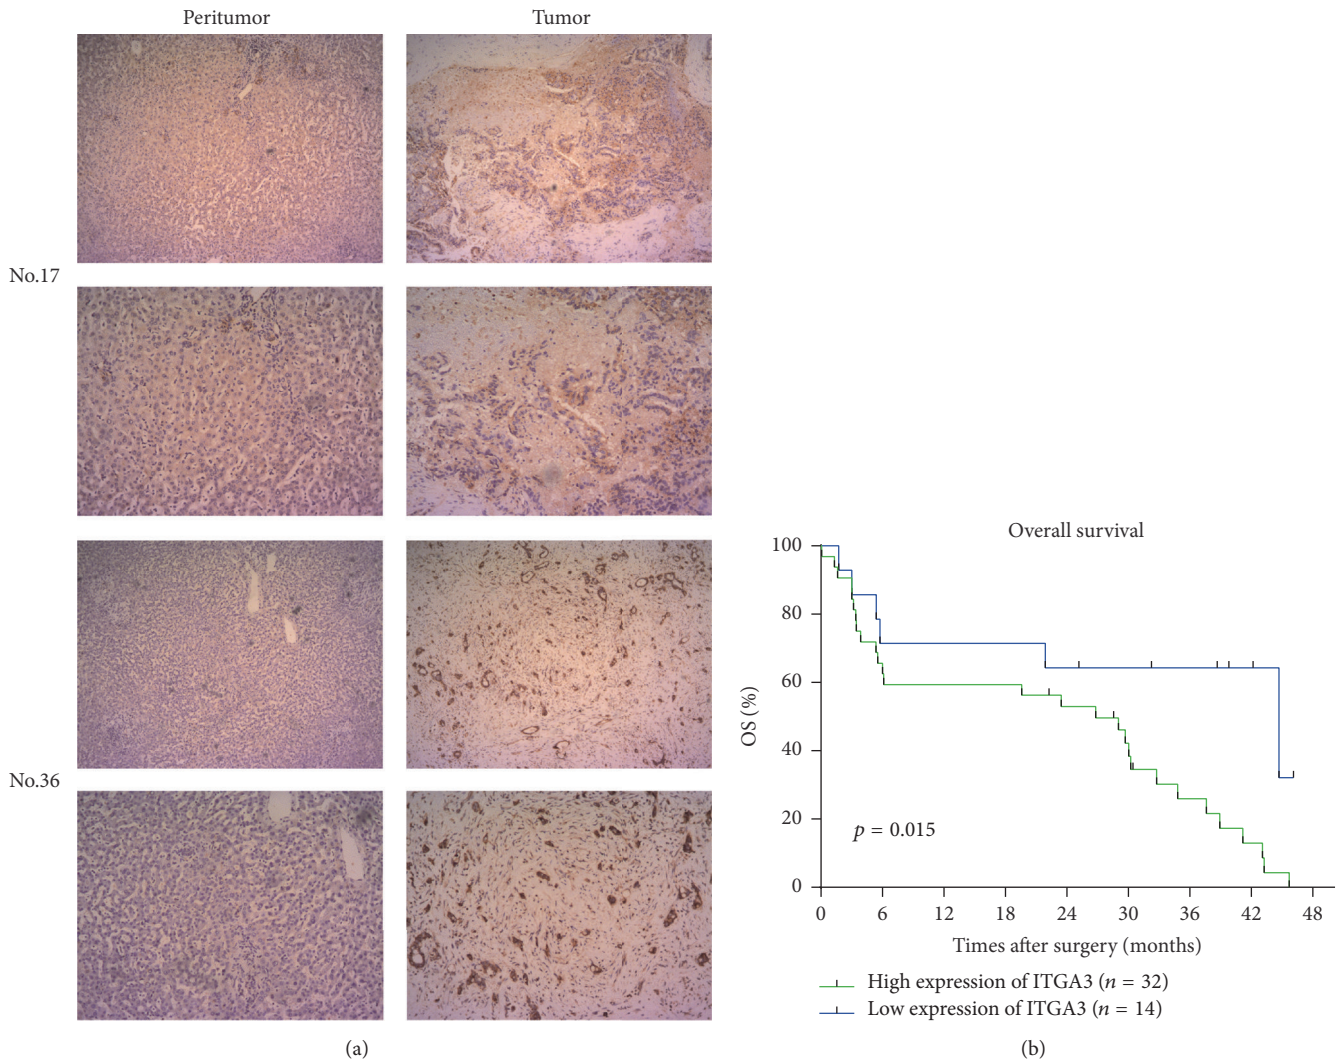 Peritumor
Tumor
No.17
No.36
(a)
Overall survival
100
80
60
40
20
0
OS (%)
p = 0.015
0 6 12 18 24 30 36 42 48
Times after surgery (months)
High expression of ITGA3 (n = 32)
Low expression of ITGA3 (n = 14)
(b)